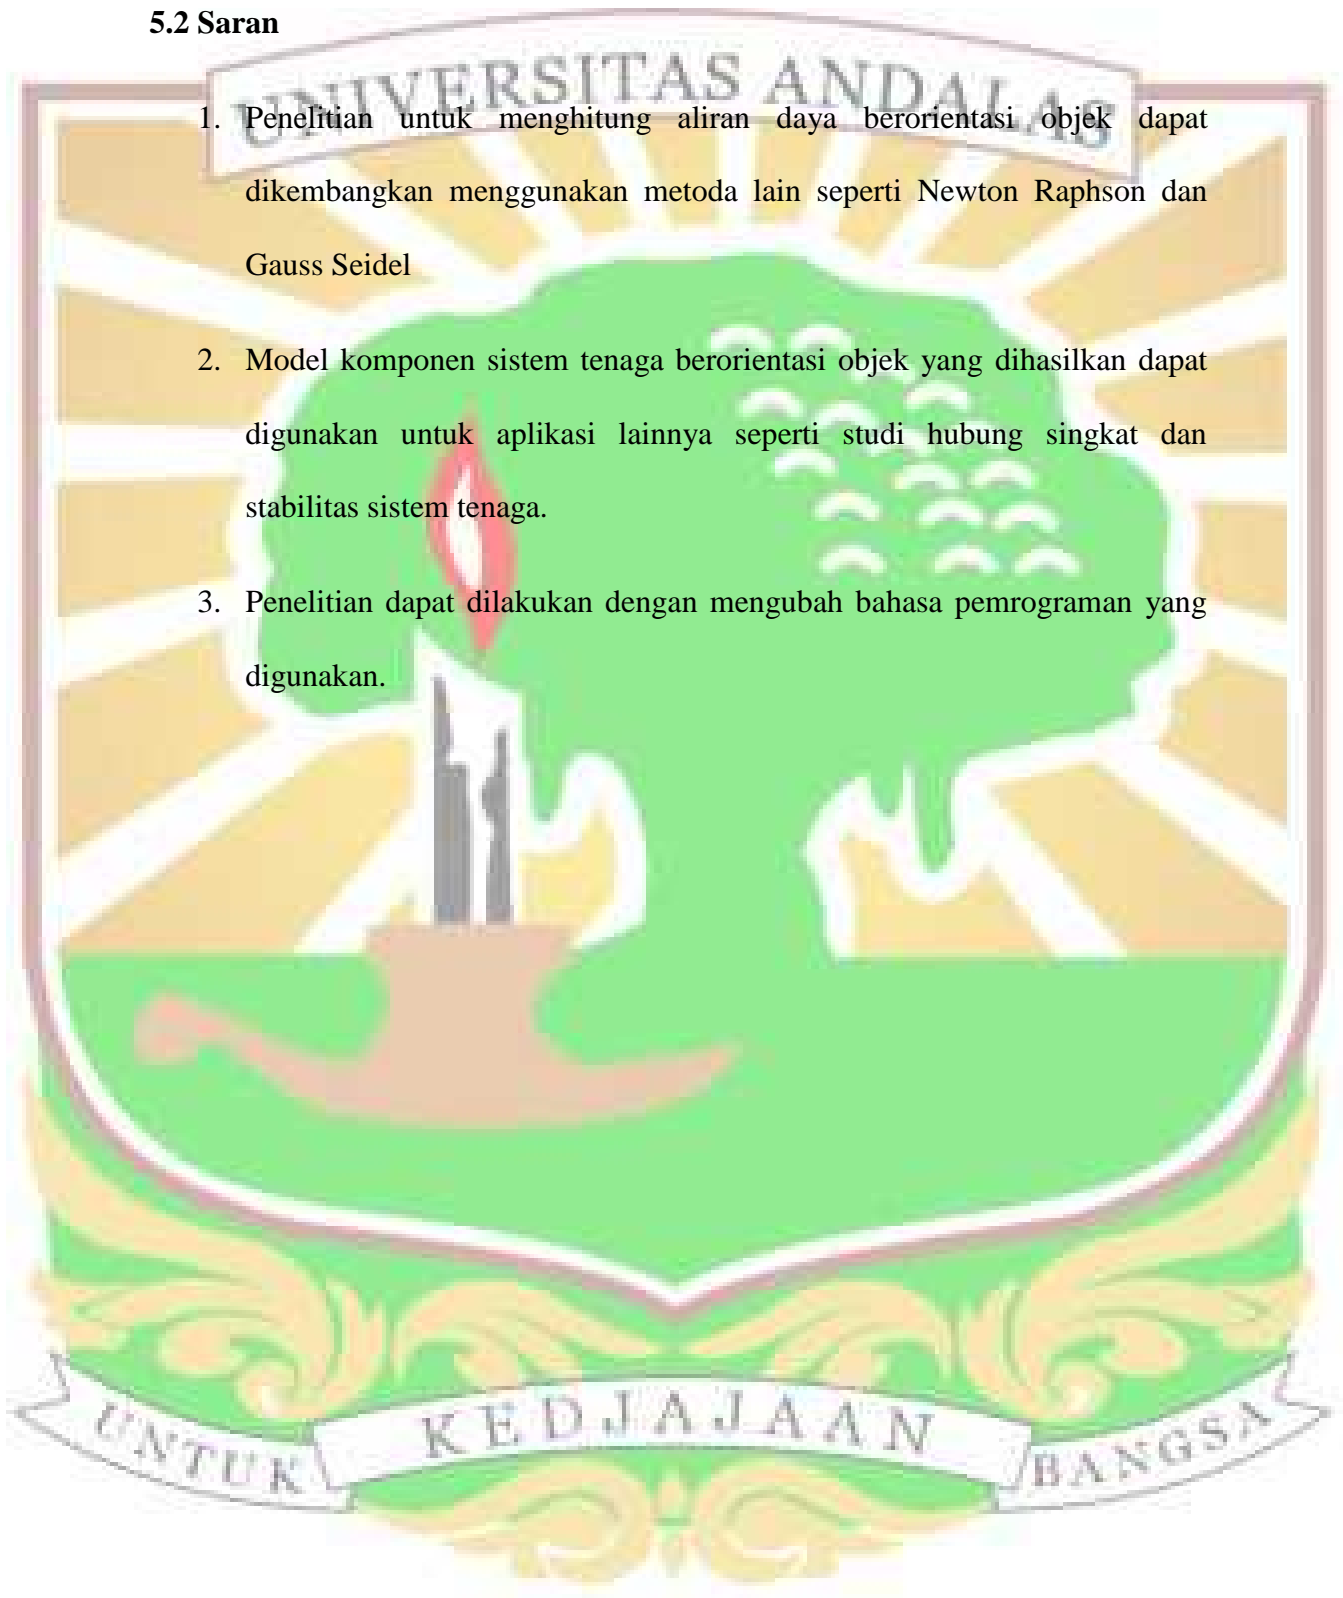 5.2 Saran
UNIVERSITAS ANDALAS
1. Penelitian untuk menghitung aliran daya berorientasi objek dapat
dikembangkan menggunakan metoda lain seperti Newton Raphson dan
Gauss Seidel
2. Model komponen sistem tenaga berorientasi objek yang dihasilkan dapat
digunakan untuk aplikasi lainnya seperti studi hubung singkat dan
stabilitas sistem tenaga.
3. Penelitian dapat dilakukan dengan mengubah bahasa pemrograman yang
digunakan.
UNTUK KEDJAJAAN BANGSA